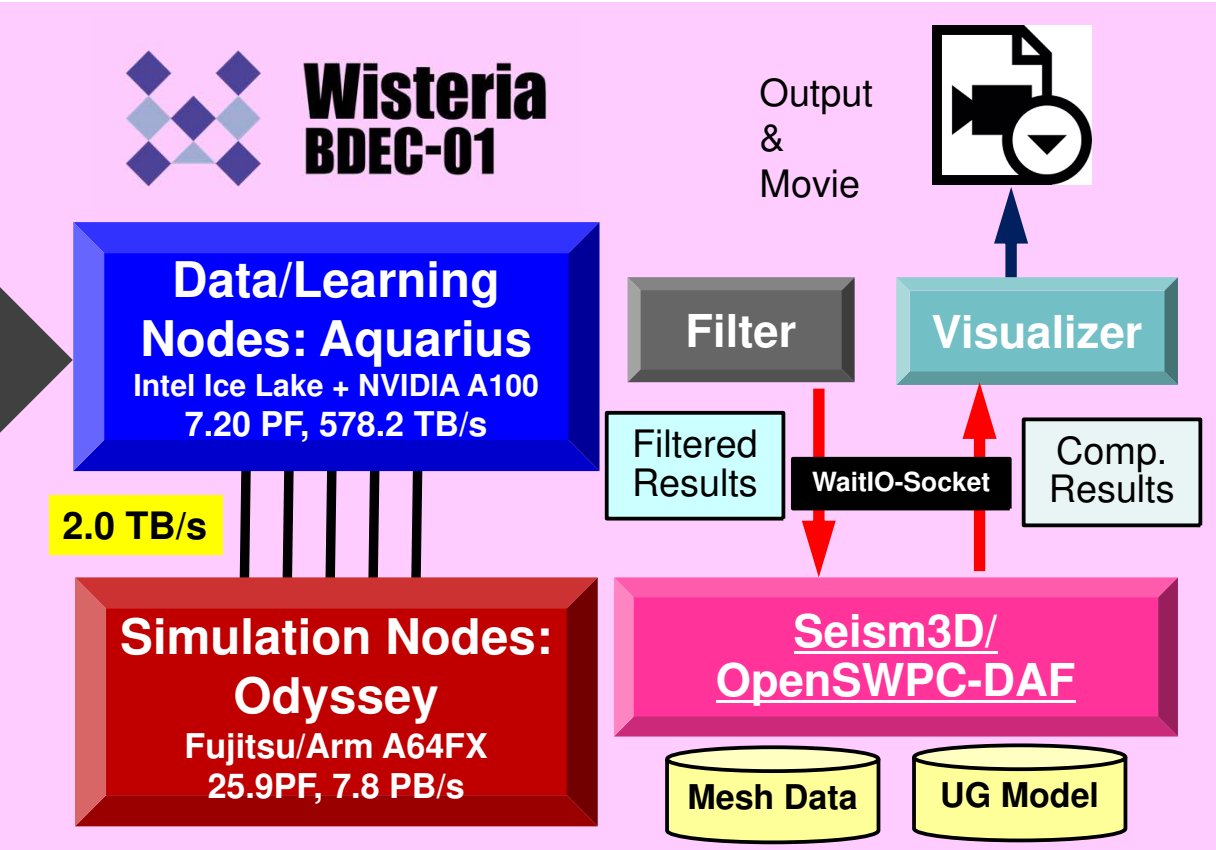 Wisteria
BDEC-01
Output
&
Movie
Data/Learning
Nodes: Aquarius
Intel Ice Lake + NVIDIA A100
7.20 PF, 578.2 TB/s
Filter
Visualizer
Filtered
Results
WaitIO-Socket
Comp.
Results
2.0 TB/s
Simulation Nodes:
Odyssey
Fujitsu/Arm A64FX
25.9PF, 7.8 PB/s
Seism3D/
OpenSWPC-DAF
Mesh Data
UG Model